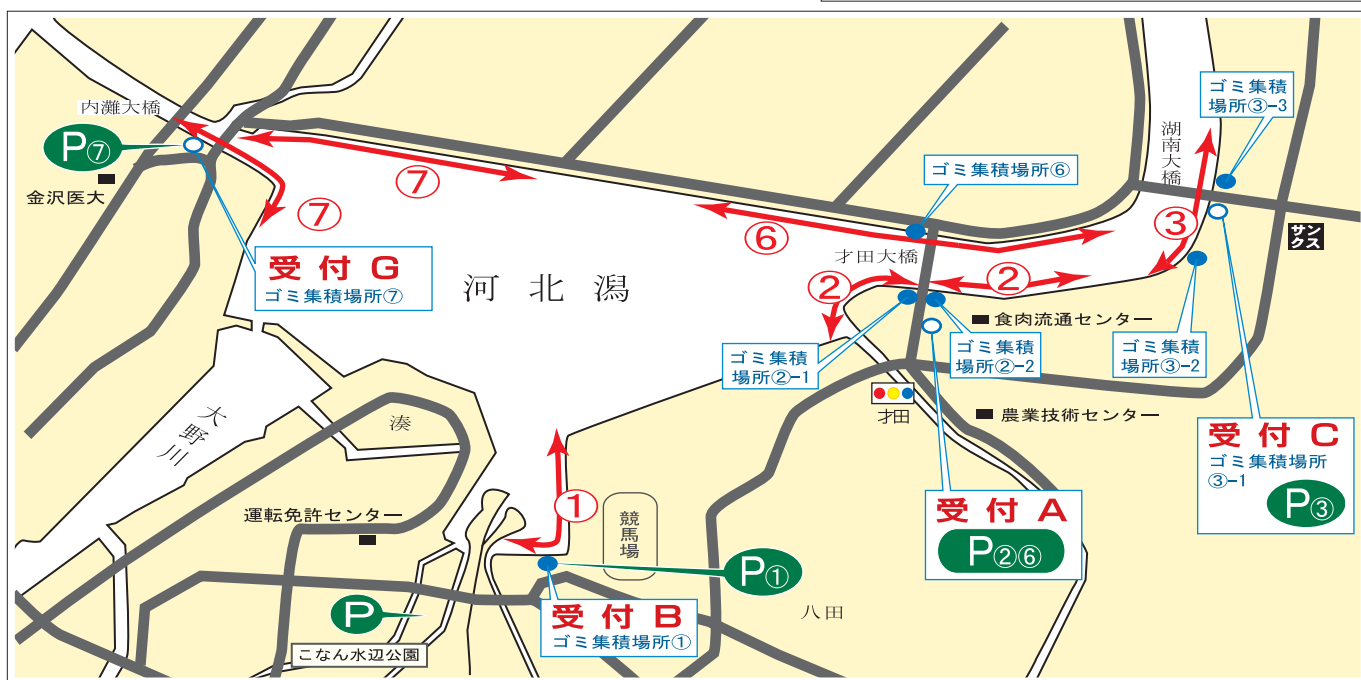 内灘大橋
P⑦
金沢医大
⑦
⑦
受付G
ゴミ集積場所⑦
河北潟
⑥
ゴミ集積場所⑥
才田大橋
②
②
③
湖南大橋
ゴミ集積
場所③-3
サン
クス
食肉流通センター
ゴミ集積
場所②-1
ゴミ集積
場所②-2
ゴミ集積
場所③-2
才田
農業技術センター
受付C
ゴミ集積場所
③-1
P③
受付A
P②⑥
大野川
湊
運転免許センター
①
競馬場
P①
八田
受付B
ゴミ集積場所①
P
こなん水辺公園